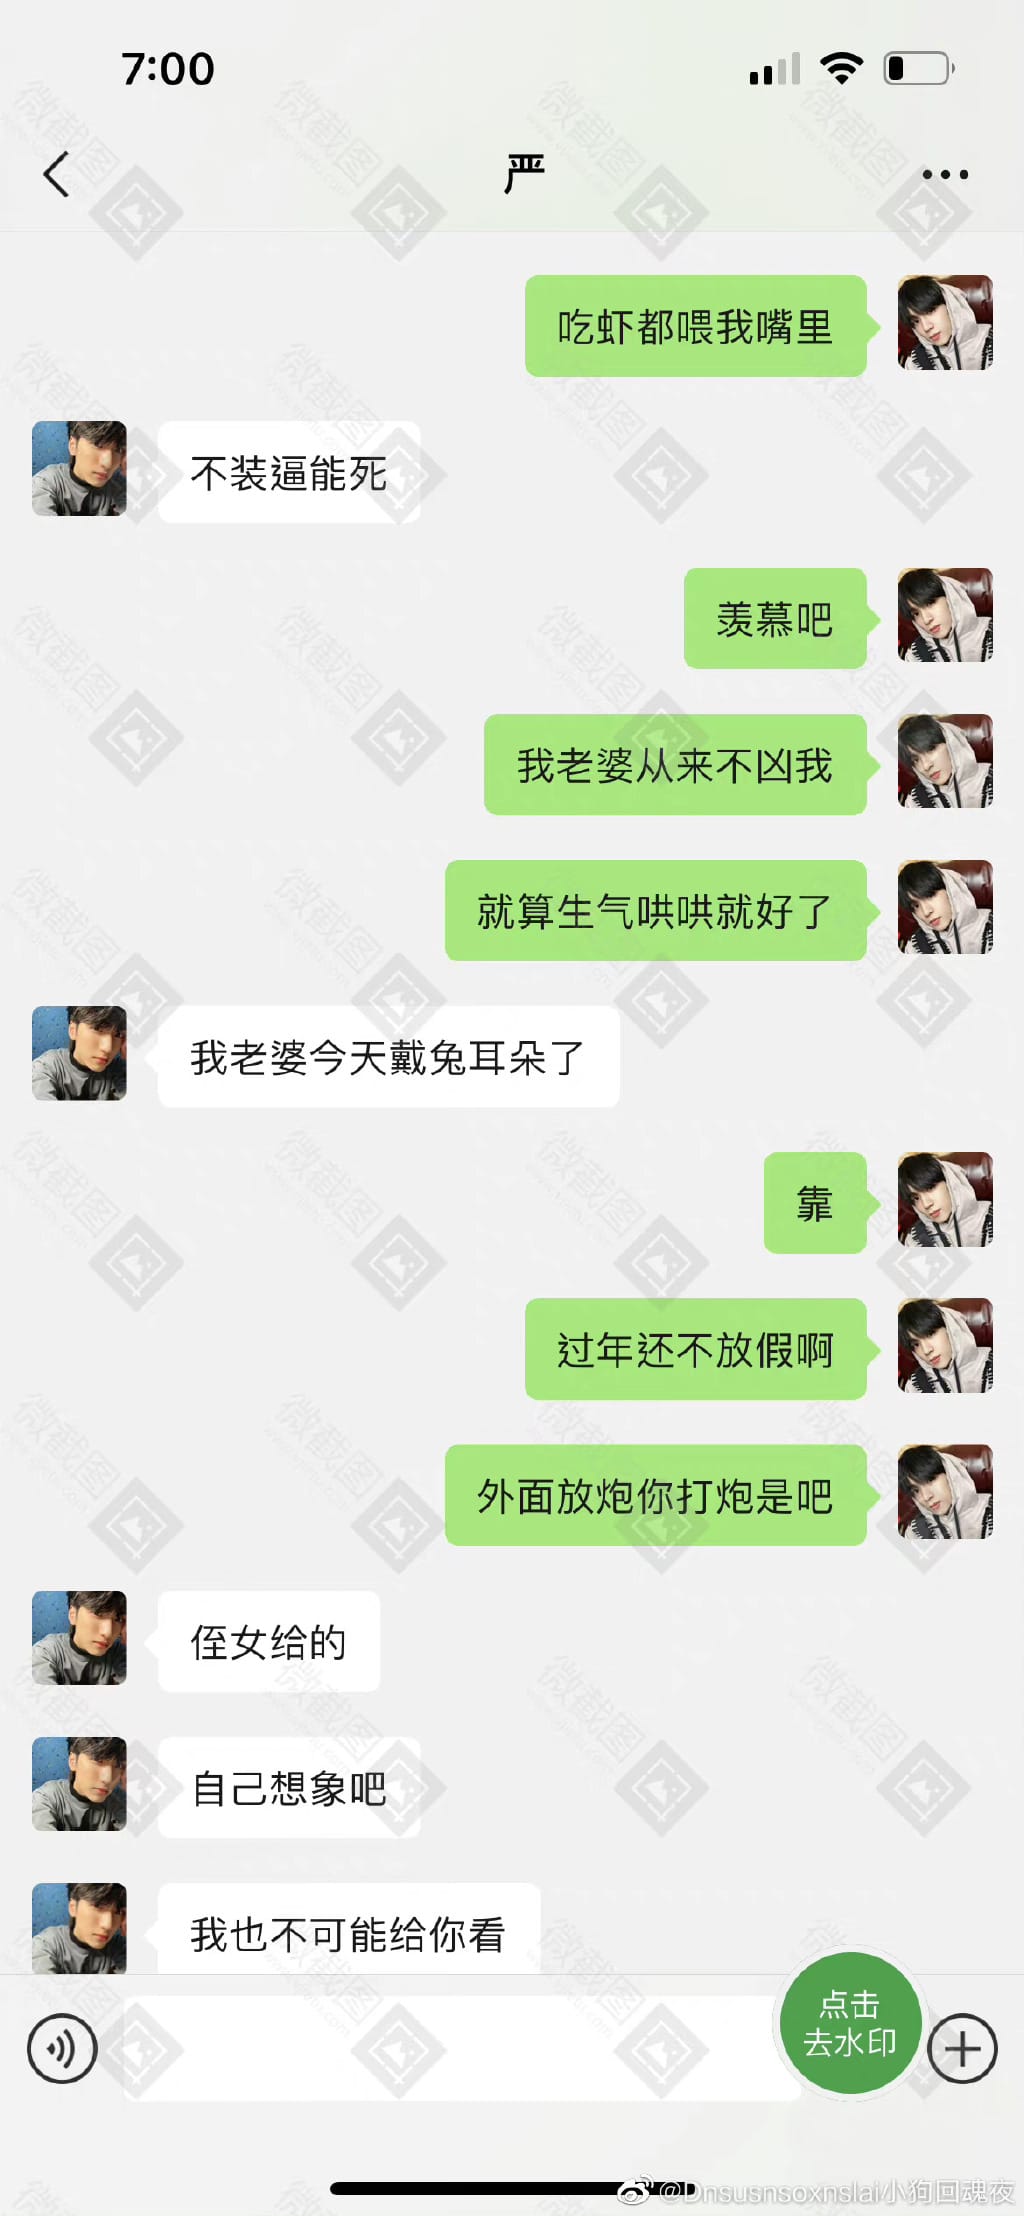 7:00
严
吃虾都喂我嘴里
不装逼能死
羡慕吧
我老婆从来不凶我
就算生气哄哄就好了
我老婆今天戴兔耳朵了
靠
过年还不放假啊
外面放炮你打炮是吧
侄女给的
自己想象吧
我也不可能给你看
点击
去水印
@Dnsusnsoxnslai小狗回魂夜
微截图